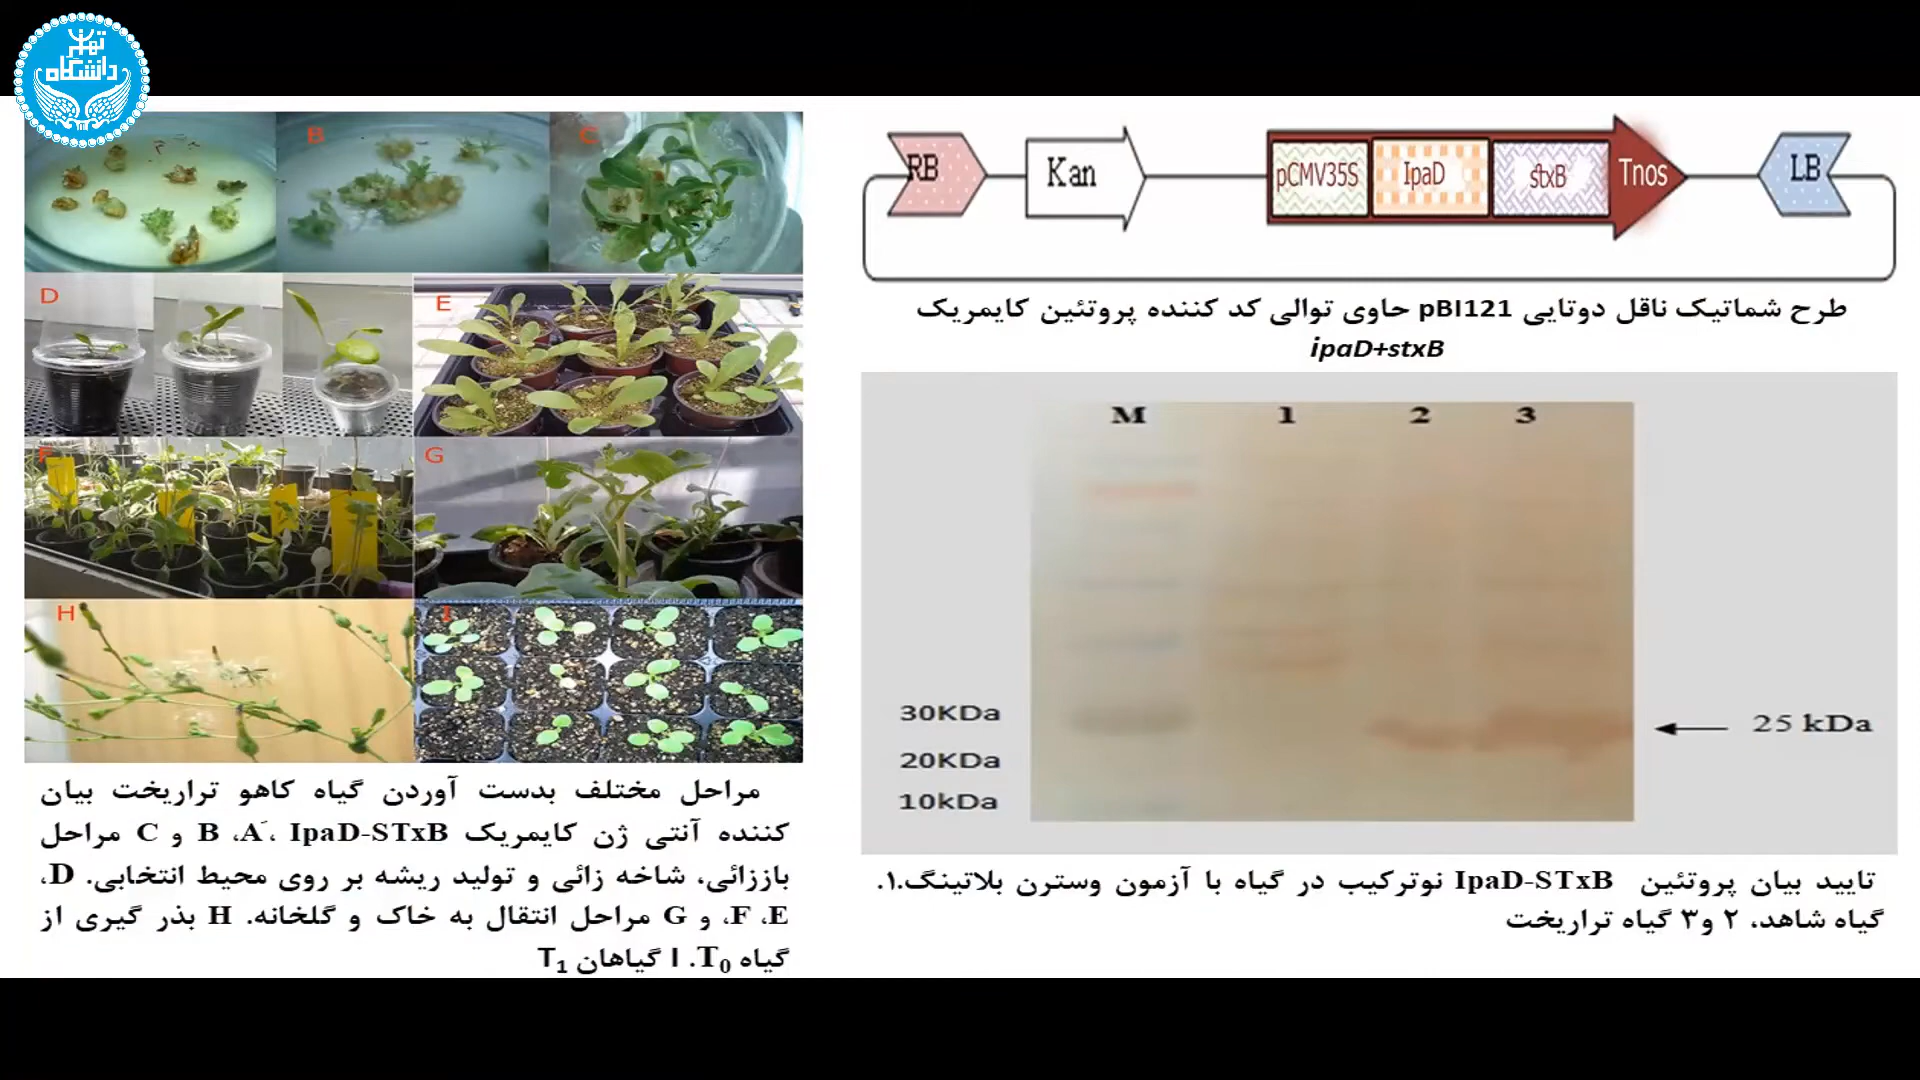 دانشگاه تهران
B
C
D
E
F
G
H
I
مراحل مختلف بدست آوردن گیاه کاهو تراریخت بیان
کننده آنتی ژن کایمریک IpaD-STxB، َA، B و C مراحل
باززائی، شاخه زائی و تولید ریشه بر روی محیط انتخابی. D،
E، F، و G مراحل انتقال به خاک و گلخانه. H بذر گیری از
گیاه T₀. I گیاهان T₁
RB Kan pCMV35S IpaD stxB Tnos LB
طرح شماتیک ناقل دوتایی pBI121 حاوی توالی کد کننده پروتئین کایمریک
ipaD+stxB
M 1 2 3
30KDa
25 kDa
20KDa
10kDa
تایید بیان پروتئین IpaD-STxB نوترکیب در گیاه با آزمون وسترن بلاتینگ.۱.
گیاه شاهد، ۲ و۳ گیاه تراریخت